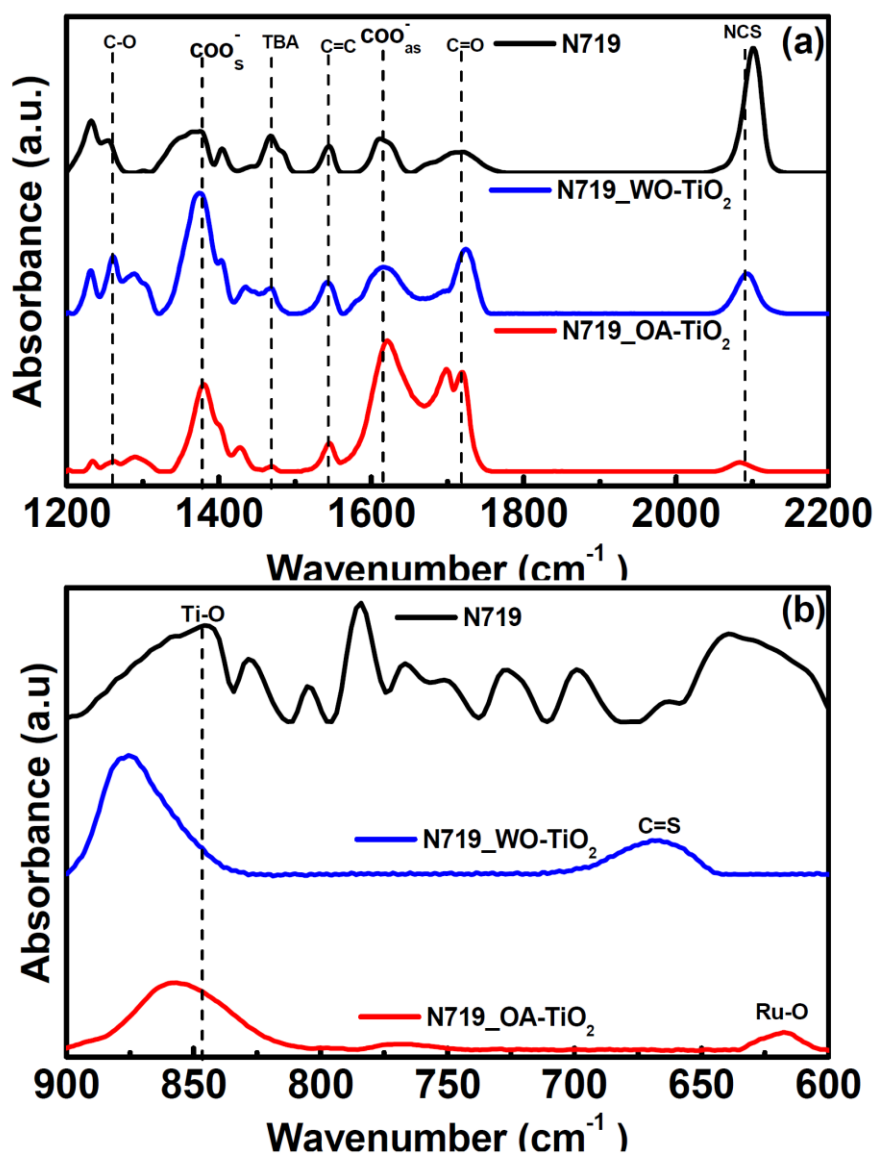 C-O COO⁻s TBA C=C COO⁻as C=O NCS (a)
N719
N719_WO-TiO2
N719_OA-TiO2
Absorbance (a.u.)
1200 1400 1600 1800 2000 2200
Wavenumber (cm-1 )
Ti-O (b)
N719
N719_WO-TiO2
C=S
N719_OA-TiO2
Ru-O
Absorbance (a.u)
900 850 800 750 700 650 600
Wavenumber (cm-1 )